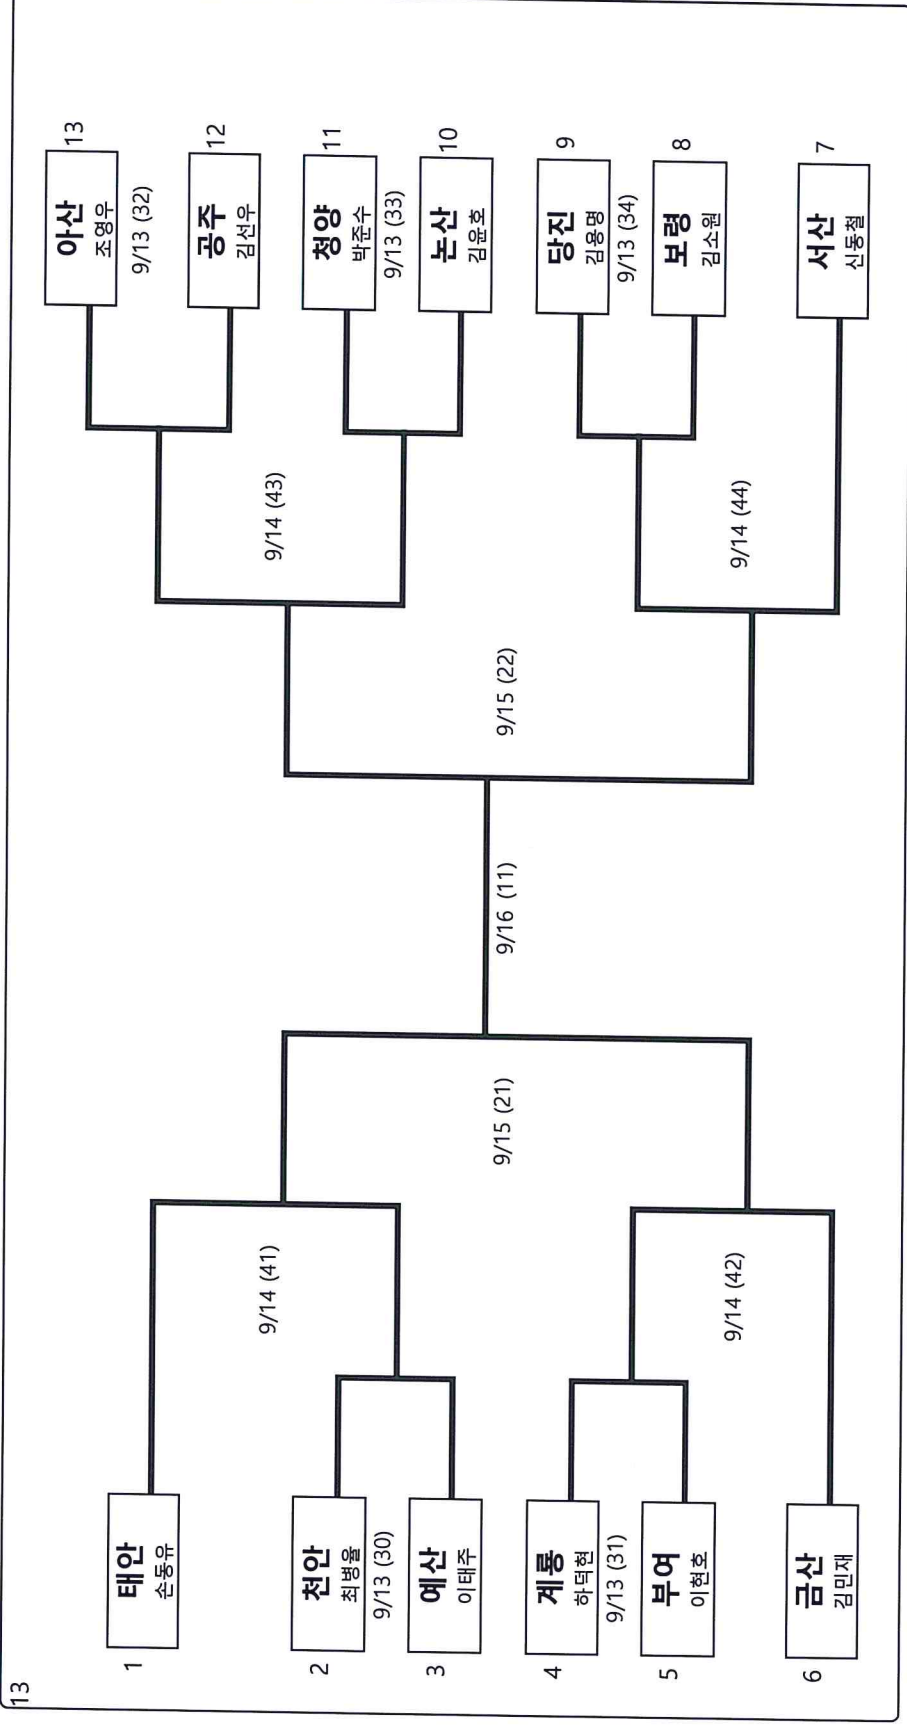 13
1
태안
손동유
9/14 (41)
2
천안
최병율
9/13 (30)
3
예산
이태주
9/15 (21)
4
계룡
하덕현
9/13 (31)
5
부여
이현호
9/14 (42)
6
금산
김민재
9/16 (11)
13
아산
조영우
9/13 (32)
12
공주
김선우
9/14 (43)
11
청양
박준수
9/13 (33)
10
논산
김윤호
9/15 (22)
9
당진
김용명
9/13 (34)
8
보령
김소원
9/14 (44)
7
서산
신동철